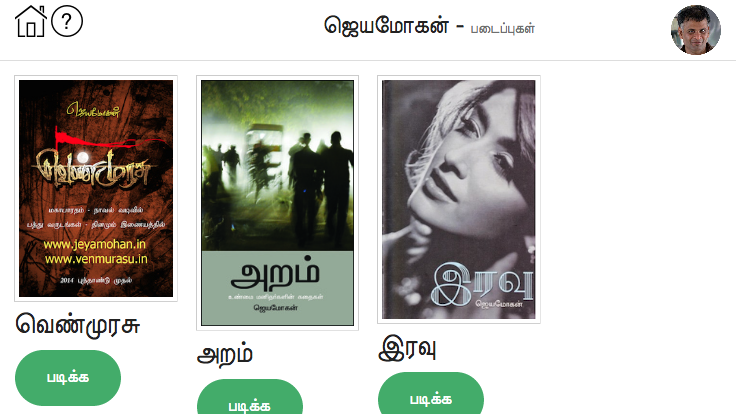 ?
ஜெயமோகன் - படைப்புகள்
ஜெயமோகன்
வெண்முரசு
மகாபாரதம் - நாவல் வடிவில்
பத்து வருடங்கள் - தினமும் இணையத்தில்
www.jeyamohan.in
www.venmurasu.in
2014 புத்தாண்டு முதல்
வெண்முரசு
படிக்க
அறம்
உண்மை மனிதர்களின் கதைகள்
ஜெயமோகன்
அறம்
படிக்க
இரவு
ஜெயமோகன்
இரவு
படிக்க